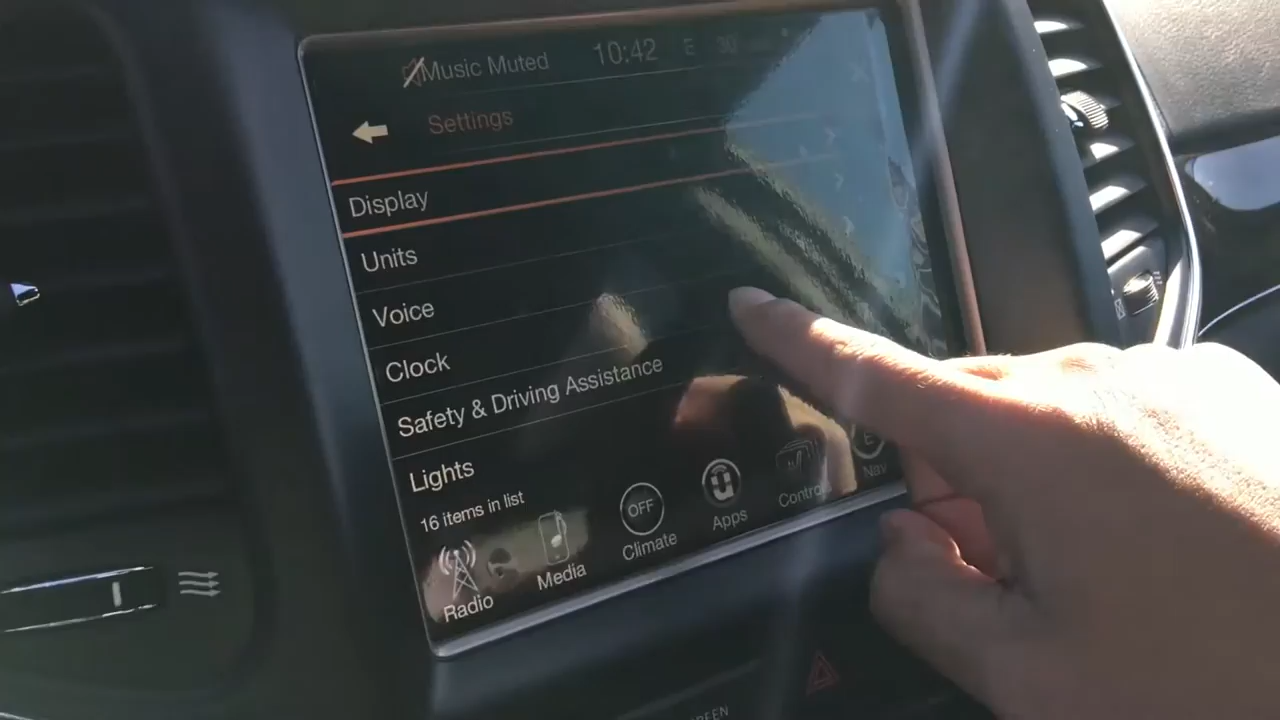 Music Muted 10:42 E 30
Settings
Display
Units
Voice
Clock
Safety & Driving Assistance
Lights
16 items in list
Radio
Media
OFF
Climate
Apps
Nav